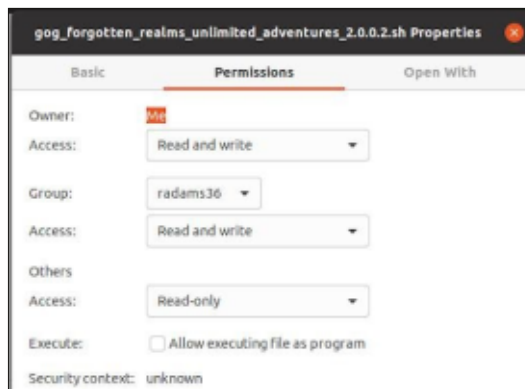 gog_forgotten_realms_unlimited_adventures_2.0.0.2.sh Properties
Basic Permissions Open With
Owner: Me
Access: Read and write
Group: radams36
Access: Read and write
Others
Access: Read-only
Execute: Allow executing file as program
Security context: unknown